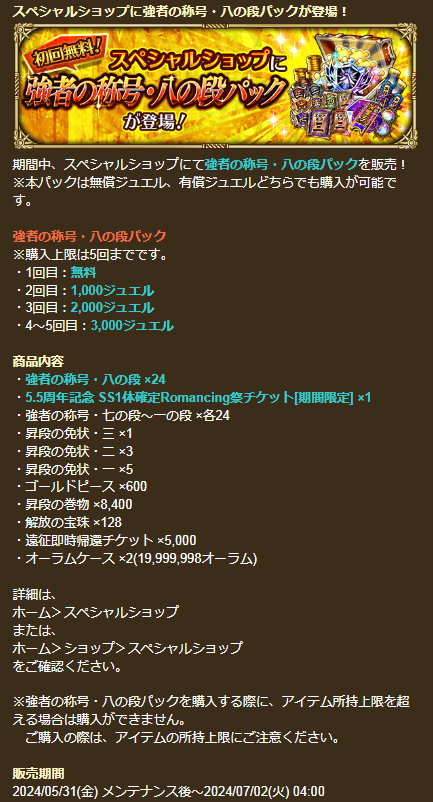 スペシャルショップに強者の称号・八の段パックが登場！
初回無料！
スペシャルショップに
強者の称号・八の段パック
が登場！
期間中、スペシャルショップにて強者の称号・八の段パックを販売！
※本パックは無償ジュエル、有償ジュエルどちらでも購入が可能で
す。
強者の称号・八の段パック
※購入上限は5回までです。
・1回目：無料
・2回目：1,000ジュエル
・3回目：2,000ジュエル
・4～5回目：3,000ジュエル
商品内容
・強者の称号・八の段 ×24
・5.5周年記念 SS1体確定Romancing祭チケット[期間限定] ×1
・強者の称号・七の段～一の段 ×各24
・昇段の免状・三 ×1
・昇段の免状・二 ×3
・昇段の免状・一 ×5
・ゴールドピース ×600
・昇段の巻物 ×8,400
・解放の宝珠 ×128
・遠征即時帰還チケット ×5,000
・オーラムケース ×2(19,999,998オーラム)
詳細は、
ホーム＞スペシャルショップ
または、
ホーム＞ショップ＞スペシャルショップ
をご確認ください。
※強者の称号・八の段パックを購入する際に、アイテム所持上限を超
える場合は購入ができません。
ご購入の際は、アイテムの所持上限にご注意ください。
販売期間
2024/05/31(金) メンテナンス後～2024/07/02(火) 04:00